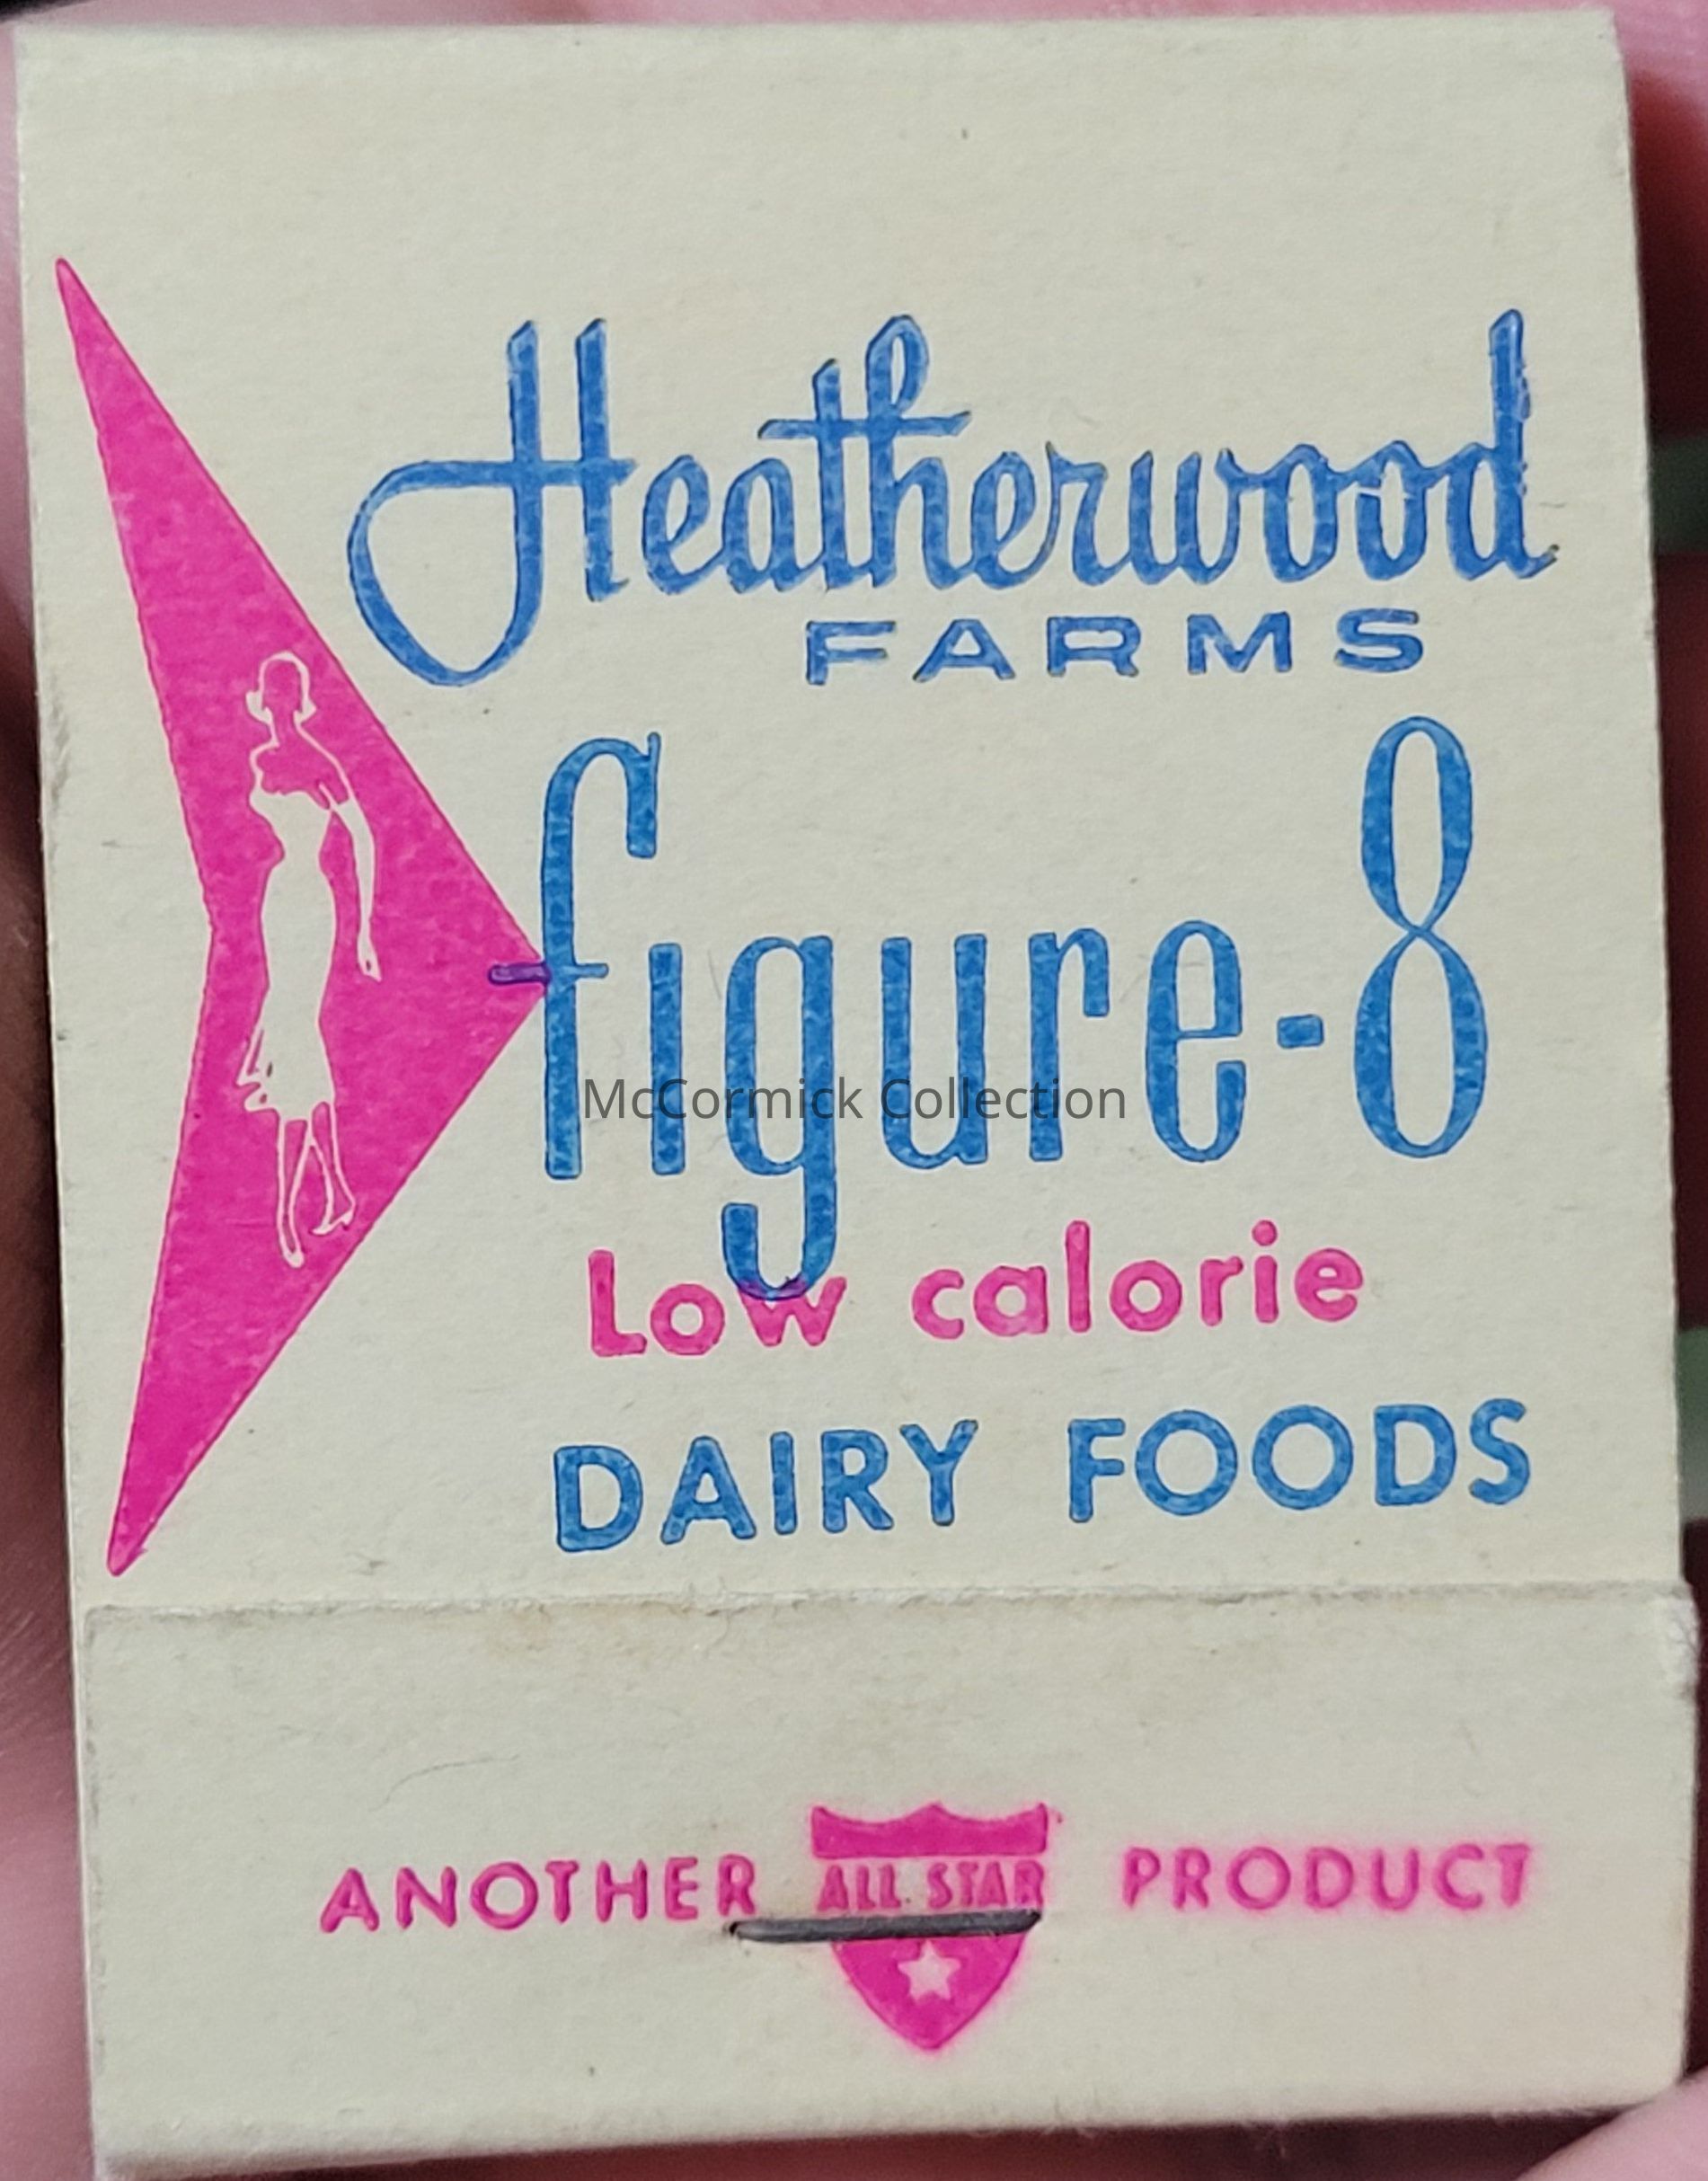 Heatherwood
FARMS
figure-8
McCormick Collection
Low calorie
DAIRY FOODS
ANOTHER ALL STAR PRODUCT